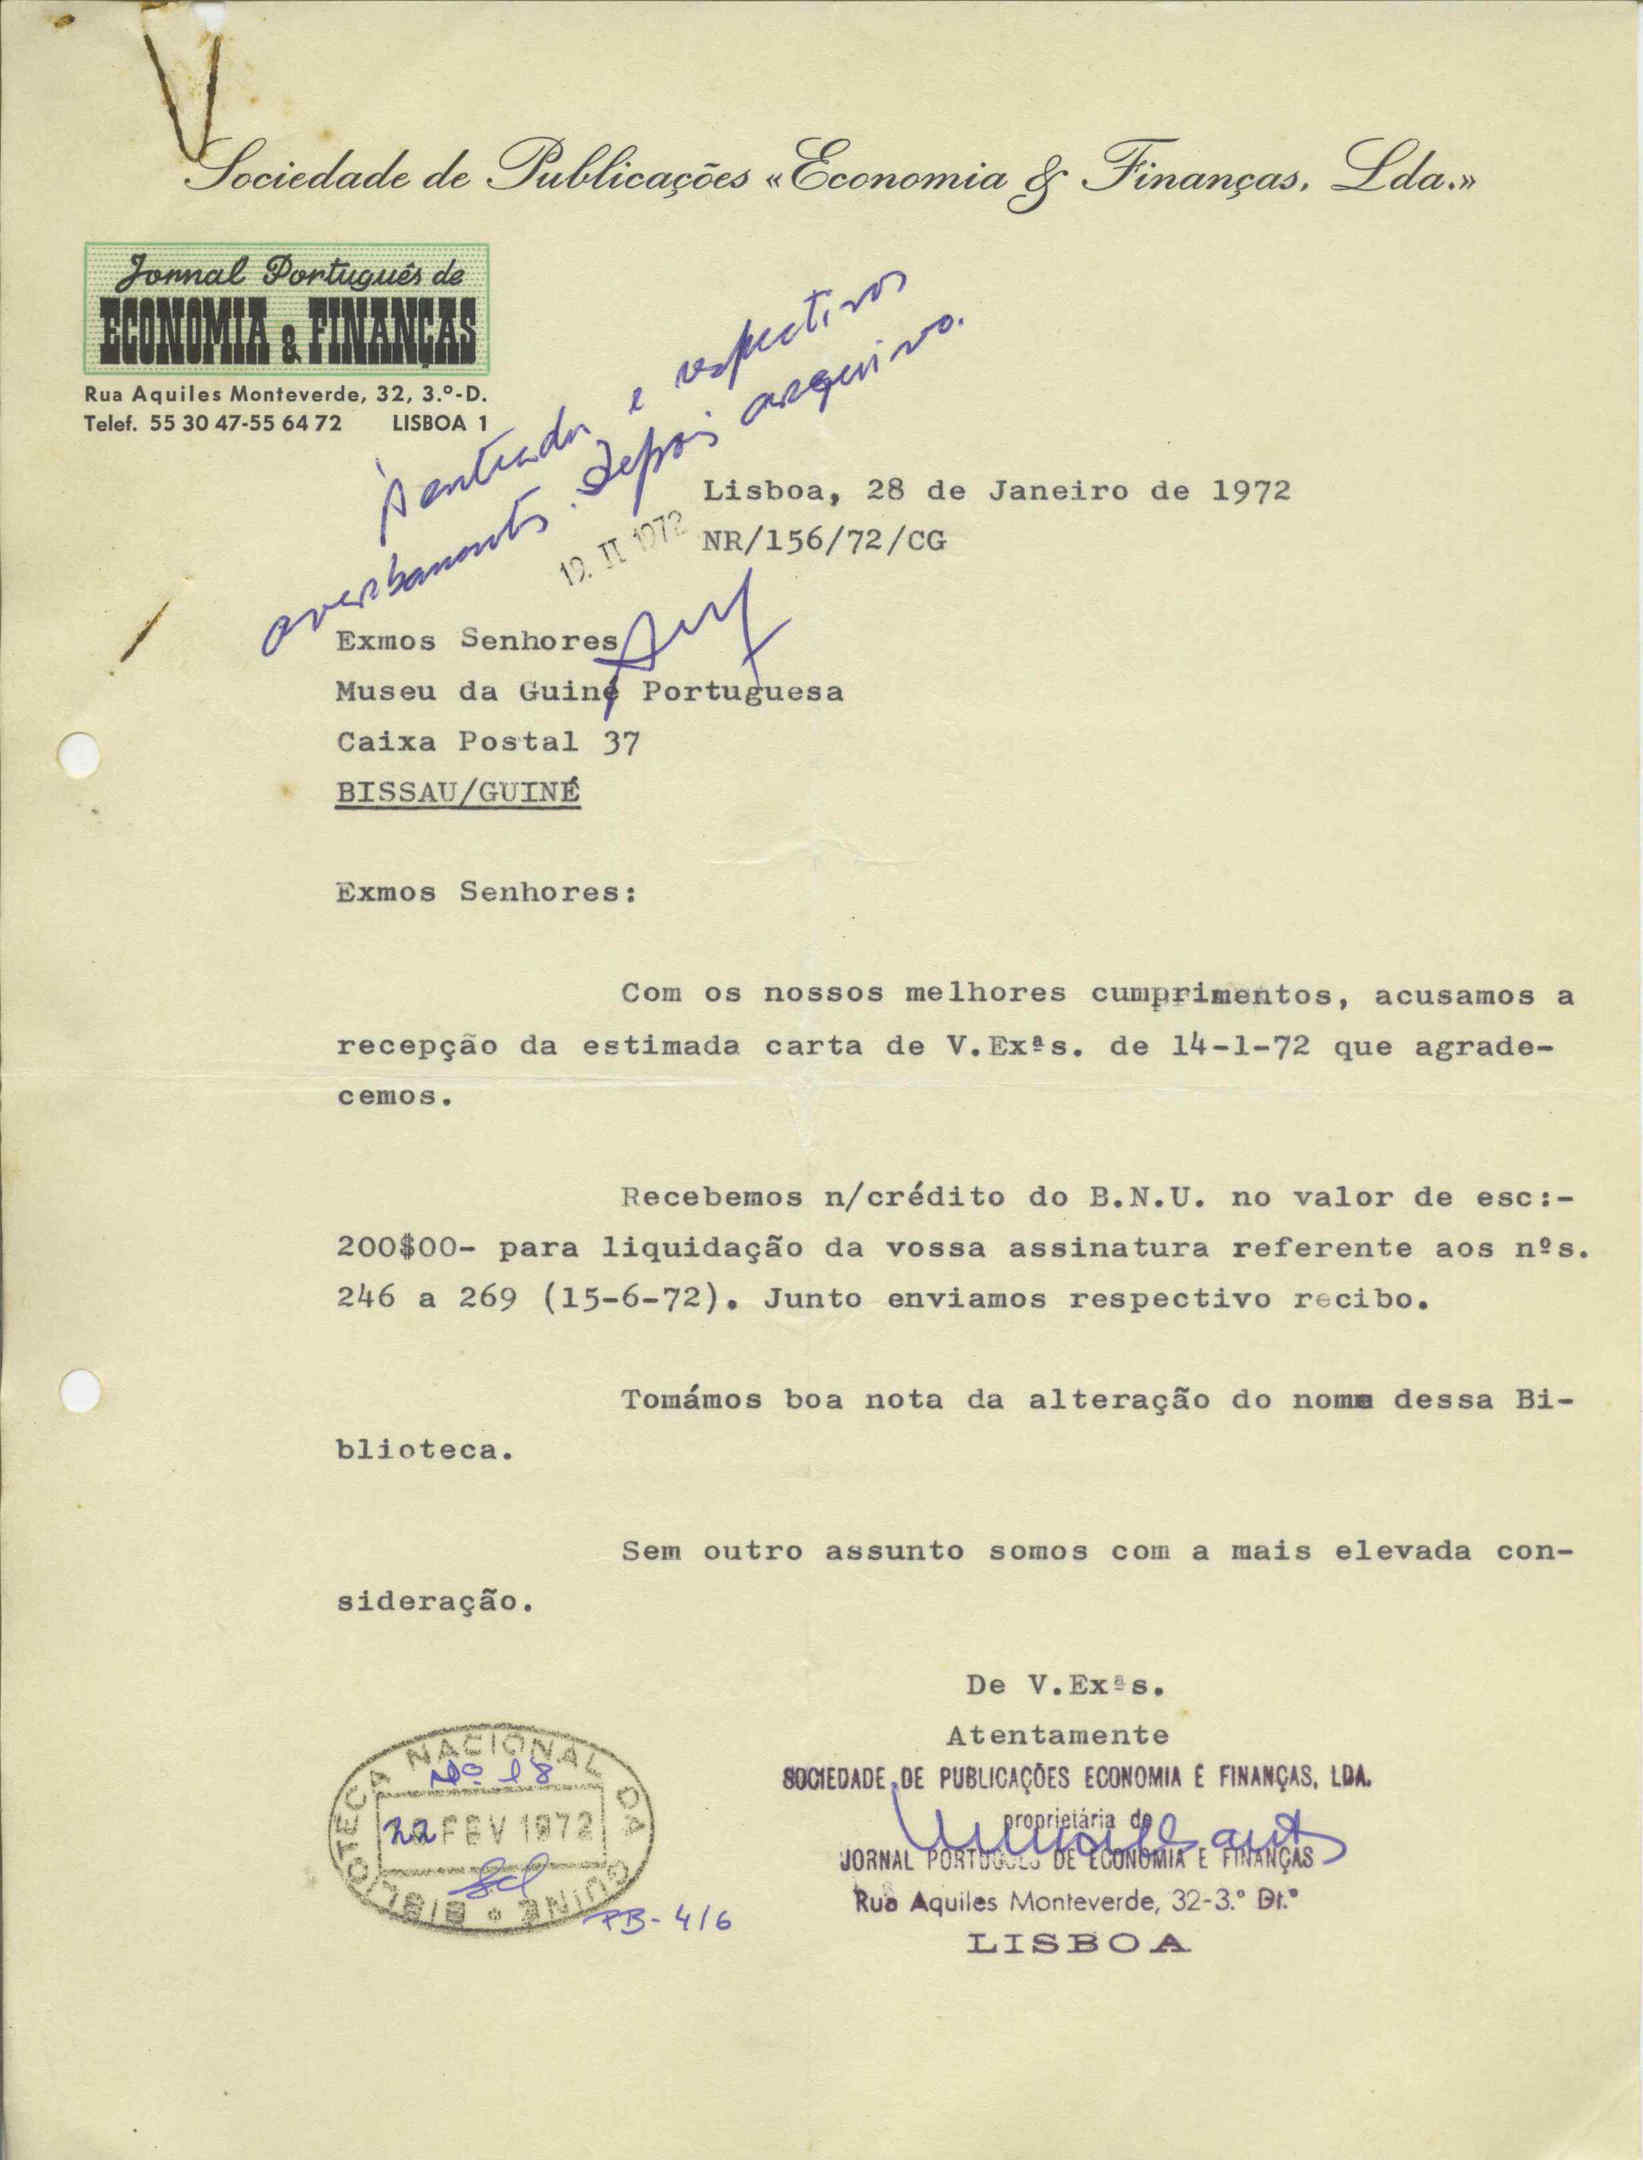 Sociedade de Publicações «Economia & Finanças, Lda.»
Jornal Português de
ECONOMIA & FINANÇAS
Rua Aquiles Monteverde, 32, 3.º-D.
Telef. 55 30 47-55 64 72 LISBOA 1
À entrada e respectivos
averbamentos. Depois arquivo.
Lisboa, 28 de Janeiro de 1972
19. II 1972
NR/156/72/CG
Exmos Senhores
Museu da Guiné Portuguesa
Caixa Postal 37
BISSAU/GUINÉ
Exmos Senhores:
Com os nossos melhores cumprimentos, acusamos a
recepção da estimada carta de V.Exªs. de 14-1-72 que agrade-
cemos.
Recebemos n/crédito do B.N.U. no valor de esc:-
200$00- para liquidação da vossa assinatura referente aos nºs.
246 a 269 (15-6-72). Junto enviamos respectivo recibo.
Tomámos boa nota da alteração do nome dessa Bi-
blioteca.
Sem outro assunto somos com a mais elevada con-
sideração.
De V.Exªs.
Atentamente
SOCIEDADE DE PUBLICAÇÕES ECONOMIA E FINANÇAS, LDA.
proprietária do
JORNAL PORTUGUÊS DE ECONOMIA E FINANÇAS
Rua Aquiles Monteverde, 32-3.º Dt.º
LISBOA
BIBLIOTECA NACIONAL DA GUINÉ
Nº 18
22 FEV 1972
PB-4/6